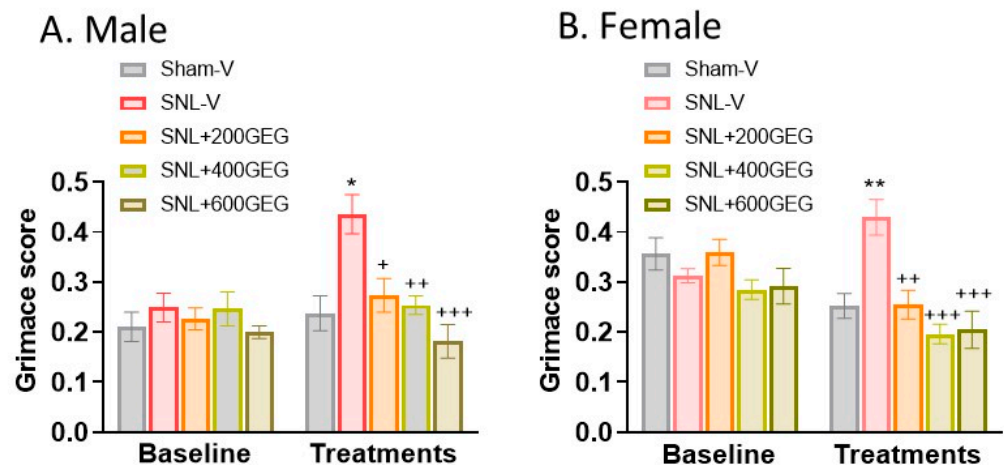 A. Male
Sham-V
SNL-V
SNL+200GEG
SNL+400GEG
SNL+600GEG
Grimace score
0.5
0.4
0.3
0.2
0.1
0.0
*
+
++
+++
Baseline
Treatments
B. Female
Sham-V
SNL-V
SNL+200GEG
SNL+400GEG
SNL+600GEG
Grimace score
0.5
0.4
0.3
0.2
0.1
0.0
**
++
+++
+++
Baseline
Treatments